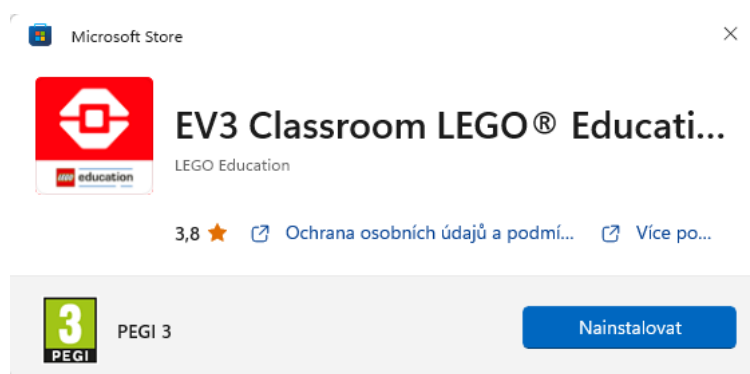 Microsoft Store
EV3 Classroom LEGO® Educati...
LEGO Education
LEGO education
3,8
Ochrana osobních údajů a podmí...
Více po...
3
PEGI
PEGI 3
Nainstalovat